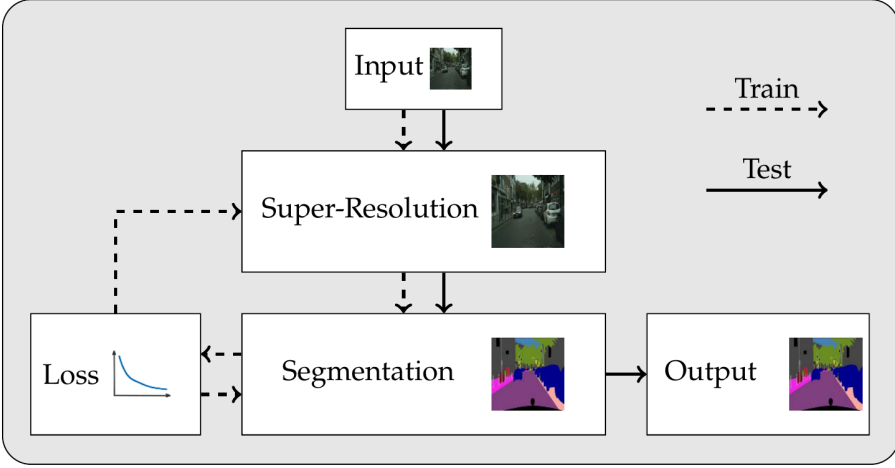 Input
Train
Test
Super-Resolution
Loss
Segmentation
Output